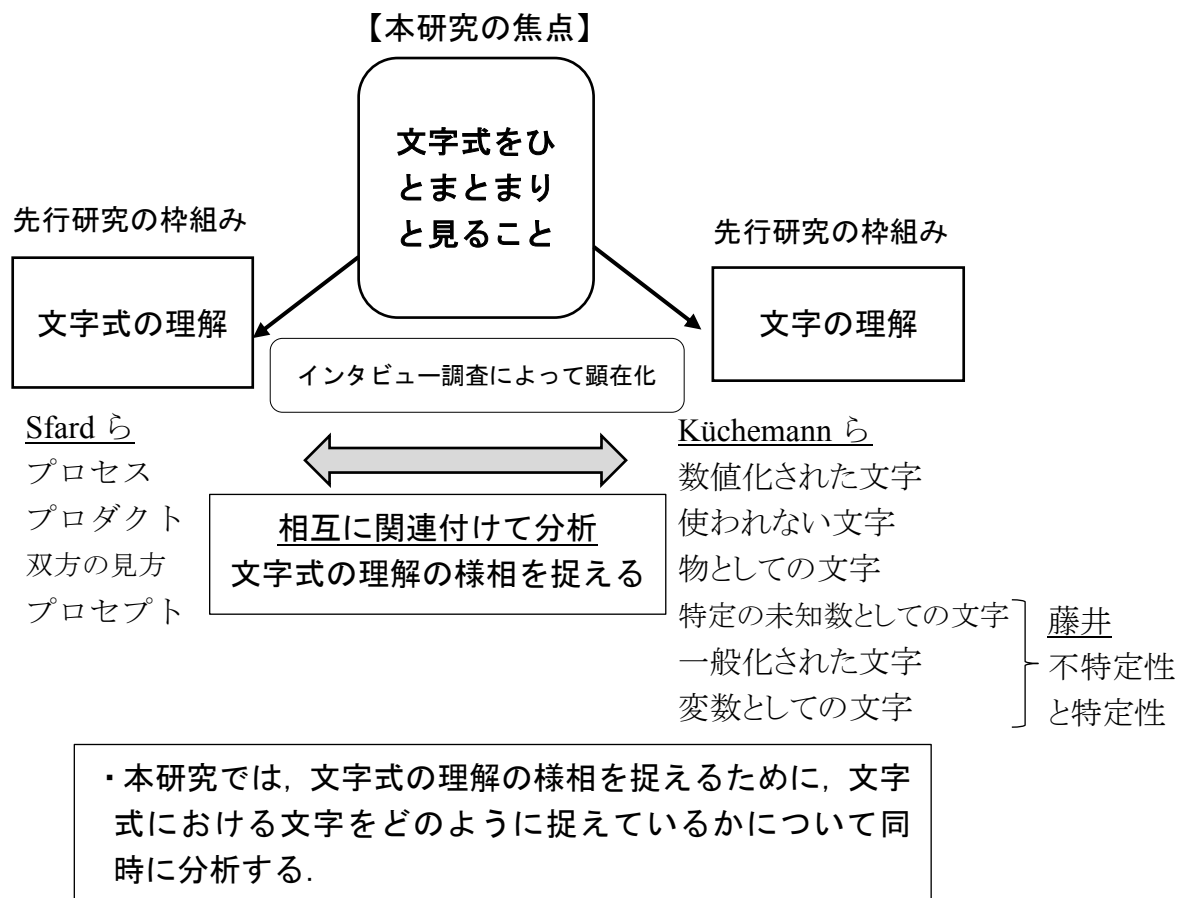 【本研究の焦点】
文字式をひ
とまとまり
と見ること
先行研究の枠組み
文字式の理解
先行研究の枠組み
文字の理解
インタビュー調査によって顕在化
Sfard ら
プロセス
プロダクト
双方の見方
プロセプト
相互に関連付けて分析
文字式の理解の様相を捉える
Küchemann ら
数値化された文字
使われない文字
物としての文字
特定の未知数としての文字
一般化された文字
変数としての文字
藤井
不特定性
と特定性
・本研究では,文字式の理解の様相を捉えるために,文字
式における文字をどのように捉えているかについて同
時に分析する.